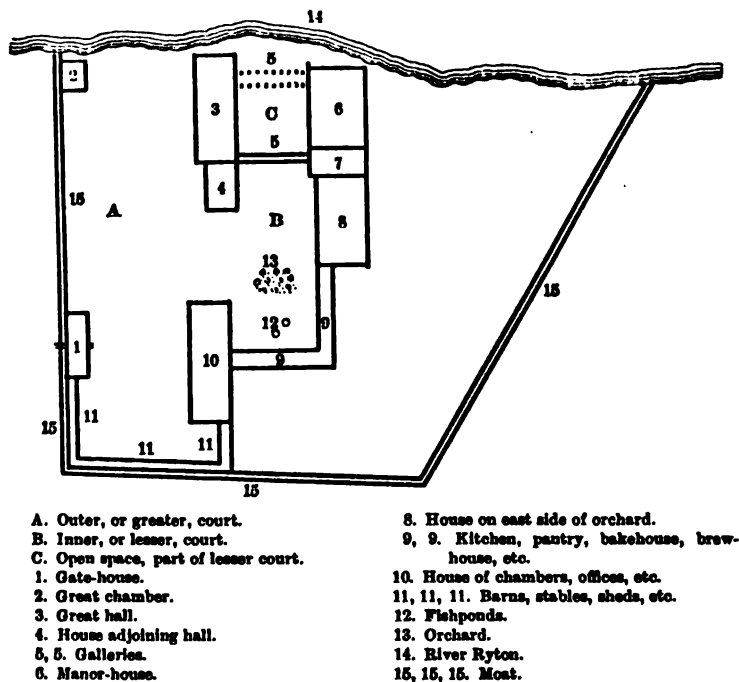 14
5
2
3
C
6
5
7
4
15
A
B
8
13
15
12
9
1
10
9
11
15
11
11
15
A. Outer, or greater, court.
B. Inner, or lesser, court.
C. Open space, part of lesser court.
1. Gate-house.
2. Great chamber.
3. Great hall.
4. House adjoining hall.
5, 5. Galleries.
6. Manor-house.
8. House on east side of orchard.
9, 9. Kitchen, pantry, bakehouse, brew-
house, etc.
10. House of chambers, offices, etc.
11, 11, 11. Barns, stables, sheds, etc.
12. Fishponds.
13. Orchard.
14. River Ryton.
15, 15, 15. Moat.